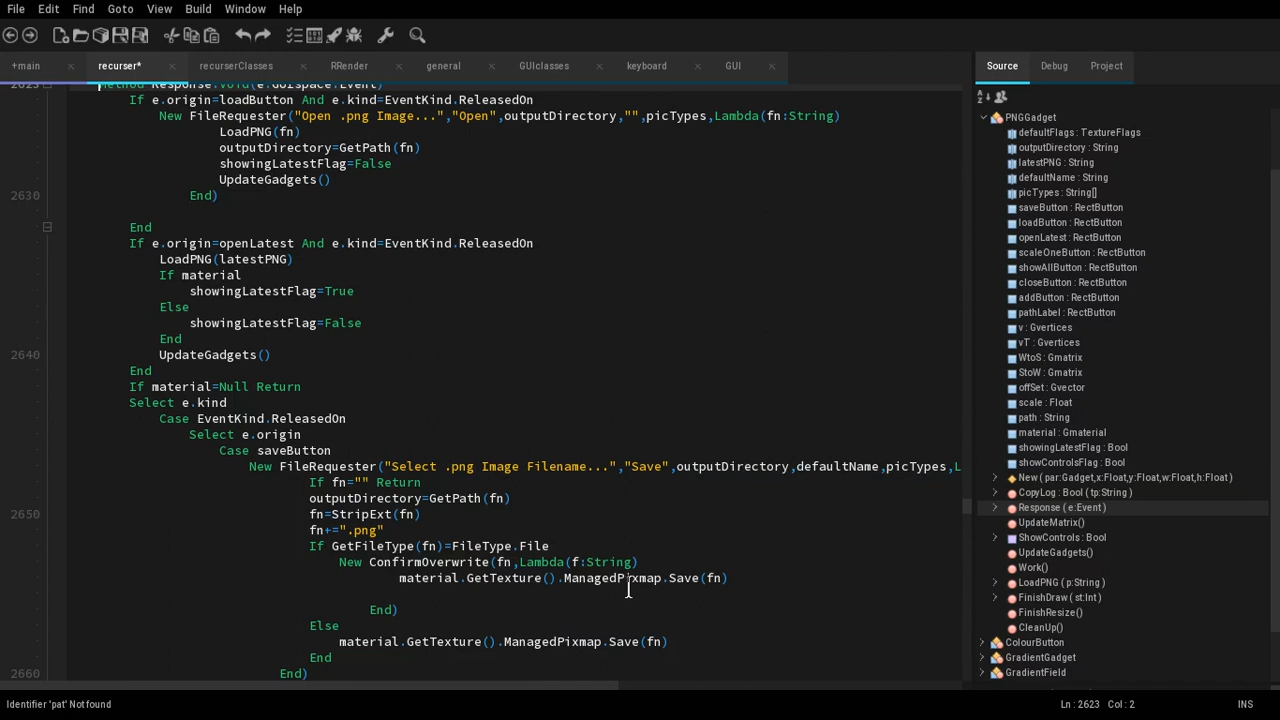 File Edit Find Goto View Build Window Help
+main recurser* recurserClasses RRender general GUIclasses keyboard GUI
Source Debug Project
2623 Method Response:Void(e:GuiSpace.Event)
If e.origin=loadButton And e.kind=EventKind.ReleasedOn
New FileRequester("Open .png Image...","Open",outputDirectory,"",picTypes,Lambda(fn:String)
LoadPNG(fn)
outputDirectory=GetPath(fn)
showingLatestFlag=False
UpdateGadgets()
2630 End)
End
If e.origin=openLatest And e.kind=EventKind.ReleasedOn
LoadPNG(latestPNG)
If material
showingLatestFlag=True
Else
showingLatestFlag=False
End
2640 UpdateGadgets()
End
If material=Null Return
Select e.kind
Case EventKind.ReleasedOn
Select e.origin
Case saveButton
New FileRequester("Select .png Image Filename...","Save",outputDirectory,defaultName,picTypes,L
If fn="" Return
outputDirectory=GetPath(fn)
2650 fn=StripExt(fn)
fn+=".png"
If GetFileType(fn)=FileType.File
New ConfirmOverwrite(fn,Lambda(f:String)
material.GetTexture().ManagedPixmap.Save(fn)
End)
Else
material.GetTexture().ManagedPixmap.Save(fn)
End
2660 End)
PNGGadget
defaultFlags : TextureFlags
outputDirectory : String
latestPNG : String
defaultName : String
picTypes : String[]
saveButton : RectButton
loadButton : RectButton
openLatest : RectButton
scaleOneButton : RectButton
showAllButton : RectButton
closeButton : RectButton
addButton : RectButton
pathLabel : RectButton
v : Gvertices
vT : Gvertices
WtoS : Gmatrix
StoW : Gmatrix
offSet : Gvector
scale : Float
path : String
material : Gmaterial
showingLatestFlag : Bool
showControlsFlag : Bool
New ( par:Gadget,x:Float,y:Float,w:Float,h:Float )
CopyLog : Bool ( tp:String )
Response ( e:Event )
UpdateMatrix()
ShowControls : Bool
UpdateGadgets()
Work()
LoadPNG ( p:String )
FinishDraw ( st:Int )
FinishResize()
CleanUp()
ColourButton
GradientGadget
GradientField
Identifier 'pat' Not found
Ln : 2623 Col : 2 INS